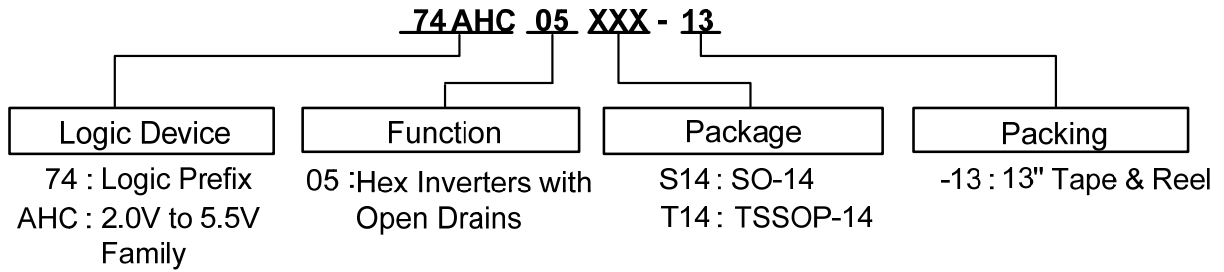 74 AHC 05 XXX - 13
Logic Device
74 : Logic Prefix
AHC : 2.0V to 5.5V
Family
Function
05 : Hex Inverters with
Open Drains
Package
S14 : SO-14
T14 : TSSOP-14
Packing
-13 : 13" Tape & Reel